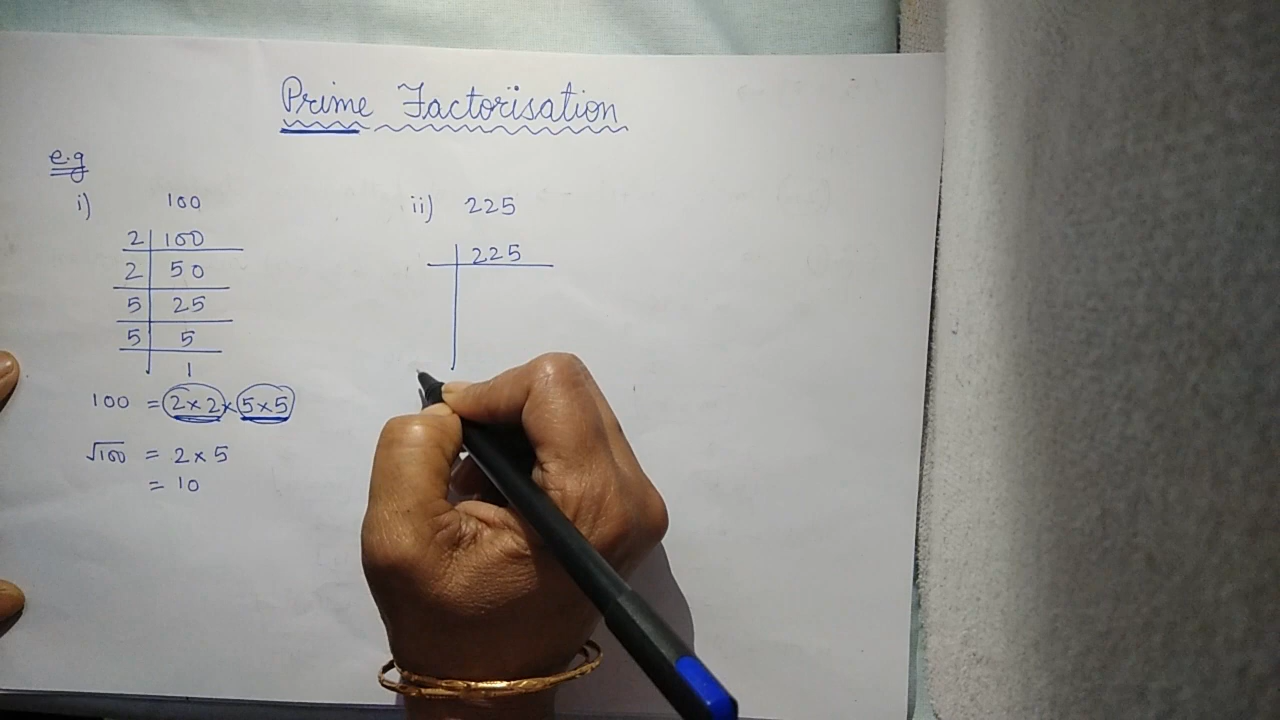 Prime Factorisation
e.g
i) 100
2 | 100
2 | 50
5 | 25
5 | 5
1
100 = 2×2×5×5
√100 = 2×5
= 10
ii) 225
225